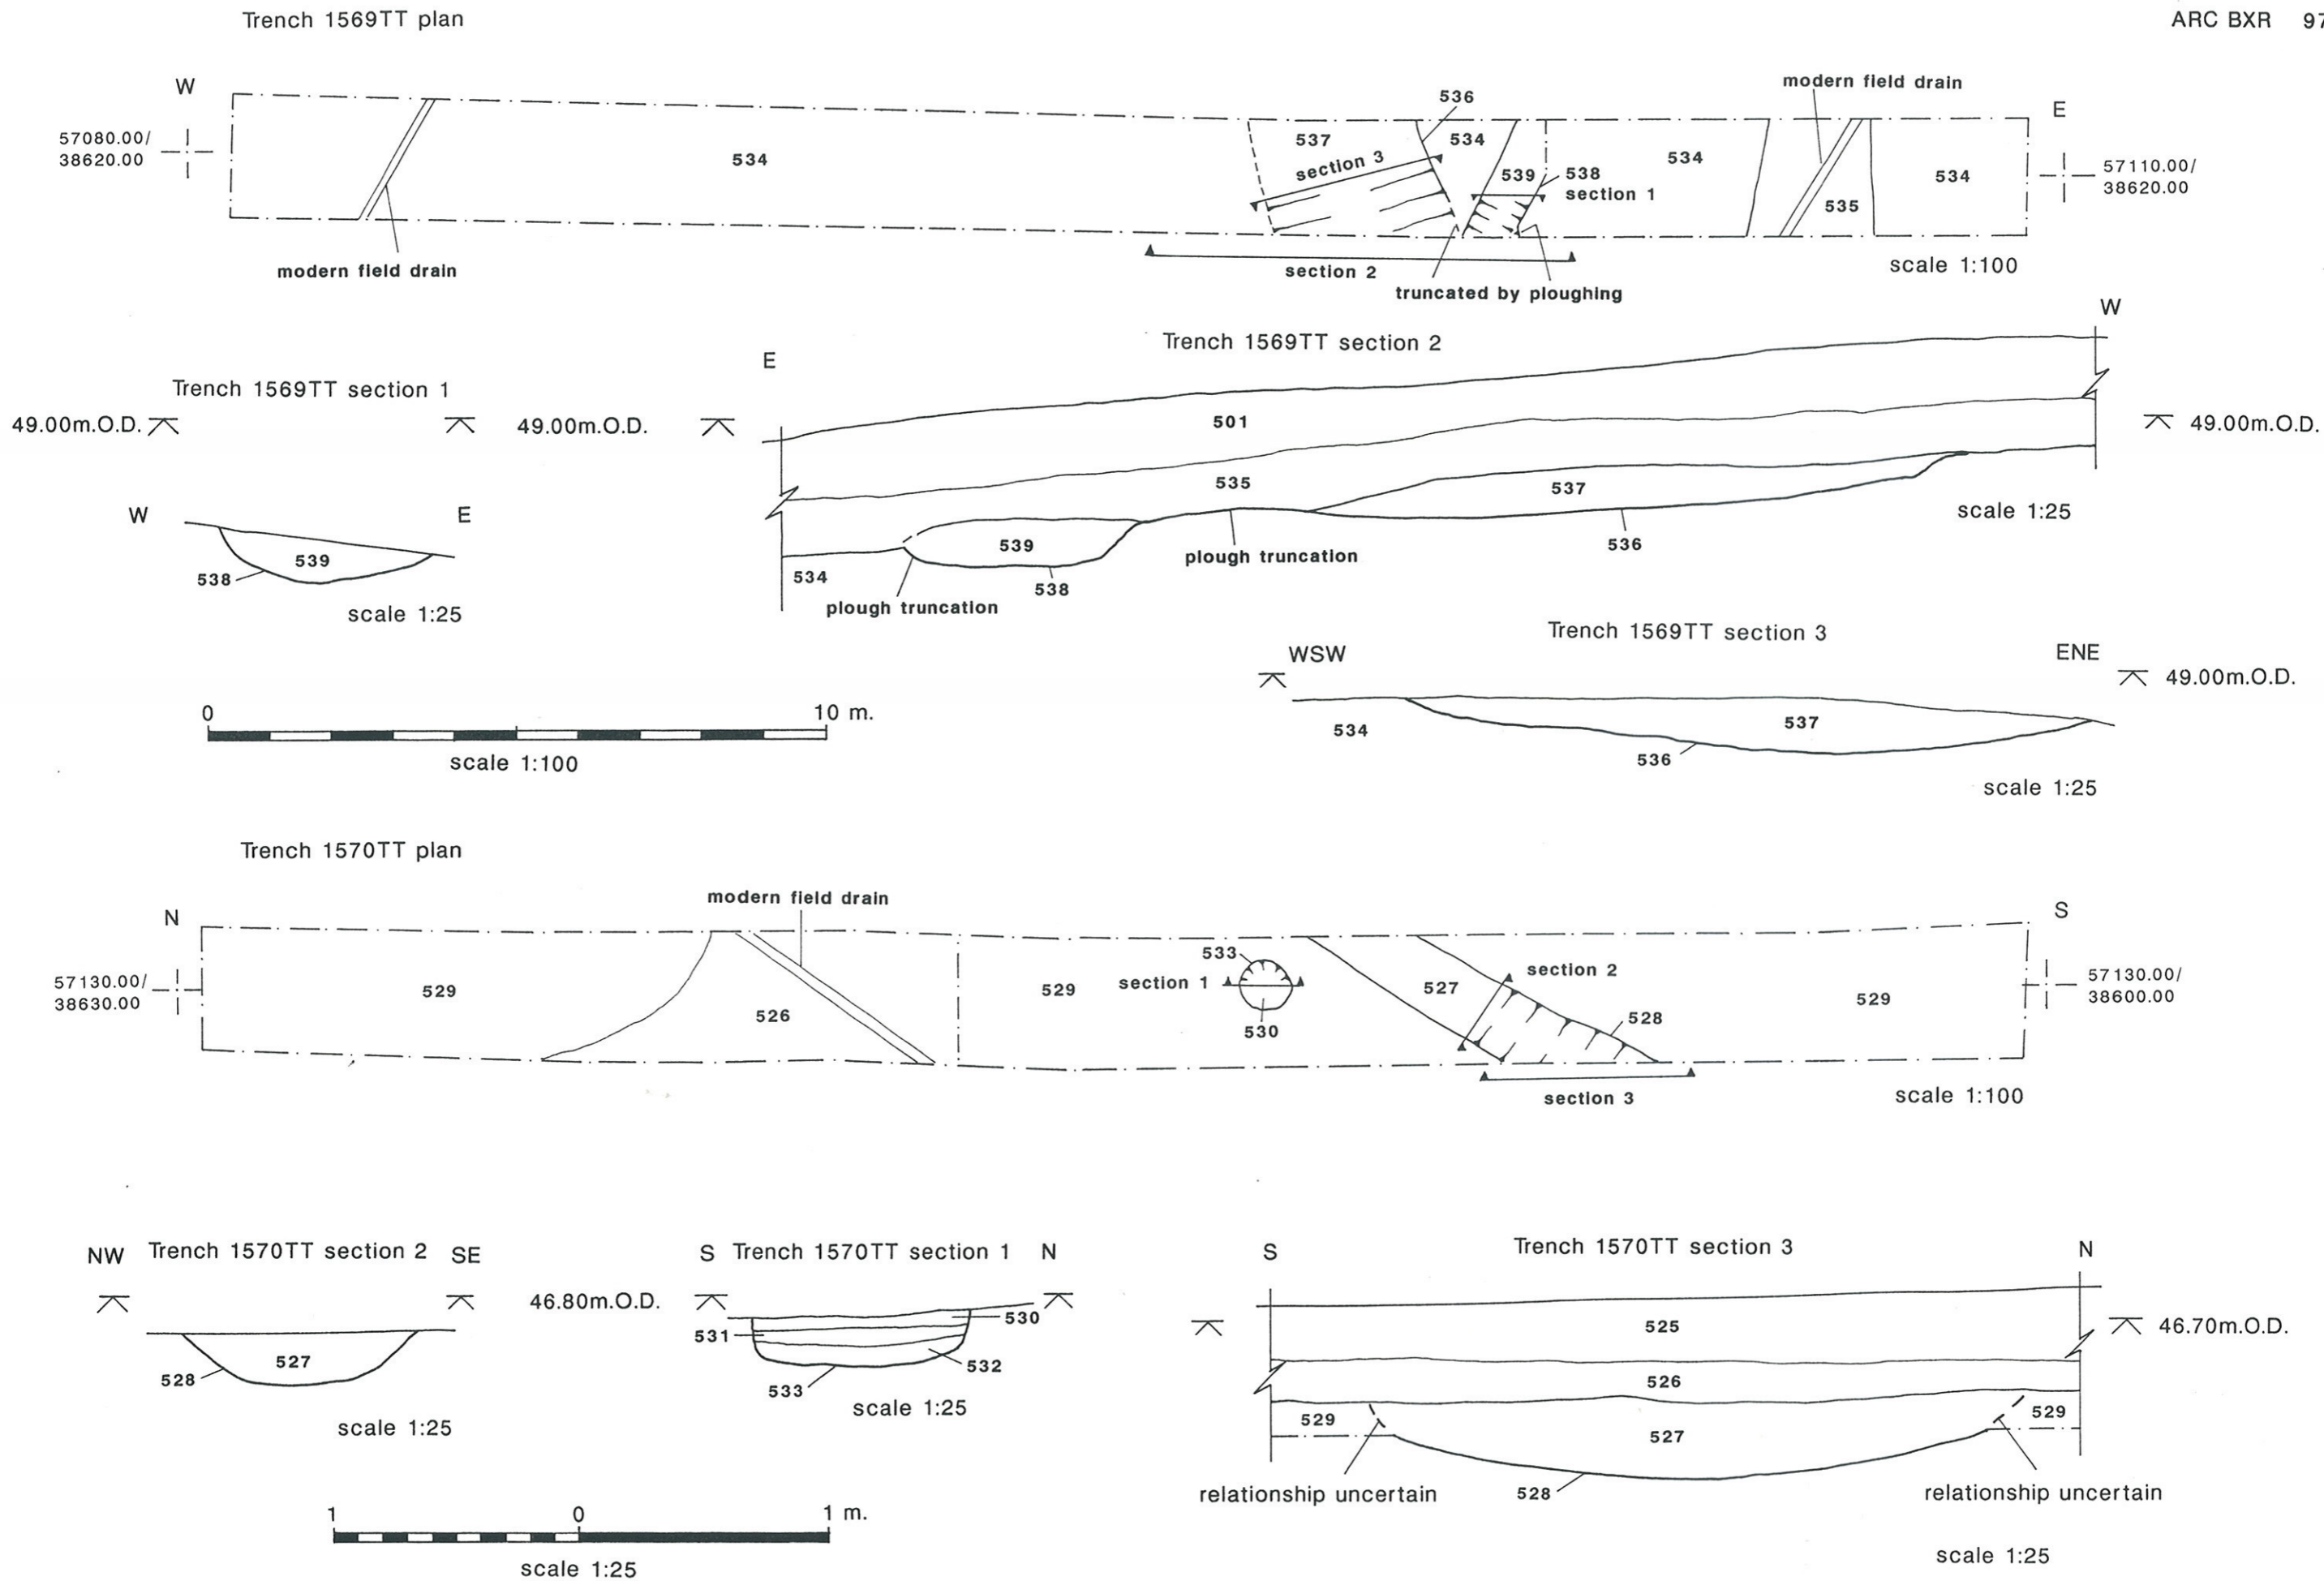 Trench 1569TT plan
ARC BXR 97
W
modern field drain
E
536
57080.00/
38620.00
534
537
section 3
534
539
538
section 1
534
535
534
57110.00/
38620.00
modern field drain
section 2
truncated by ploughing
scale 1:100
Trench 1569TT section 1
49.00m.O.D.
W
E
539
538
scale 1:25
Trench 1569TT section 2
E
W
49.00m.O.D.
49.00m.O.D.
501
535
537
539
534
538
536
plough truncation
plough truncation
scale 1:25
Trench 1569TT section 3
WSW
ENE
49.00m.O.D.
534
537
536
scale 1:25
0
10 m.
scale 1:100
Trench 1570TT plan
N
modern field drain
S
57130.00/
38630.00
529
526
529
533
section 1
530
527
section 2
528
529
57130.00/
38600.00
section 3
scale 1:100
NW
Trench 1570TT section 2
SE
527
528
scale 1:25
S
Trench 1570TT section 1
N
46.80m.O.D.
530
531
532
533
scale 1:25
Trench 1570TT section 3
S
N
46.70m.O.D.
525
526
529
529
527
528
relationship uncertain
relationship uncertain
scale 1:25
1
0
1 m.
scale 1:25